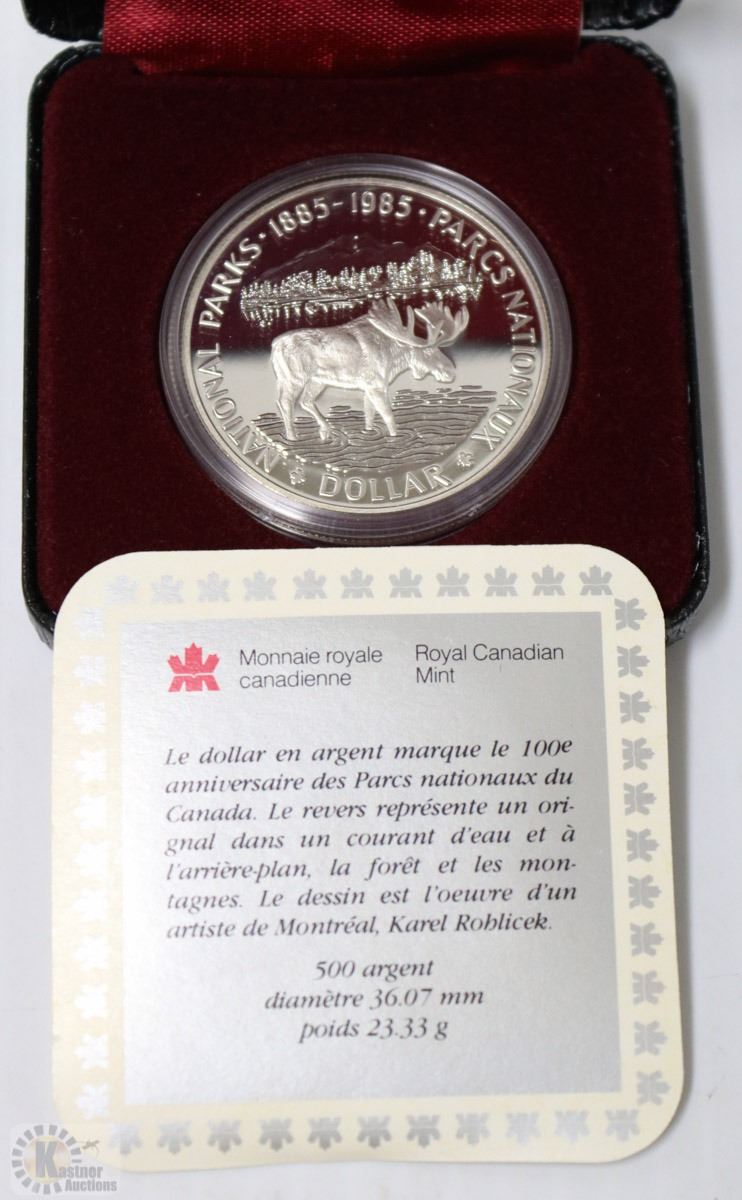 NATIONAL PARKS · 1885-1985 · PARCS NATIONAUX
DOLLAR
Monnaie royale
canadienne
Royal Canadian
Mint
Le dollar en argent marque le 100e
anniversaire des Parcs nationaux du
Canada. Le revers représente un ori-
gnal dans un courant d'eau et à
l'arrière-plan, la forêt et les mon-
tagnes. Le dessin est l'oeuvre d'un
artiste de Montréal, Karel Rohlicek.
500 argent
diamètre 36.07 mm
poids 23.33 g
Kastner
Auctions